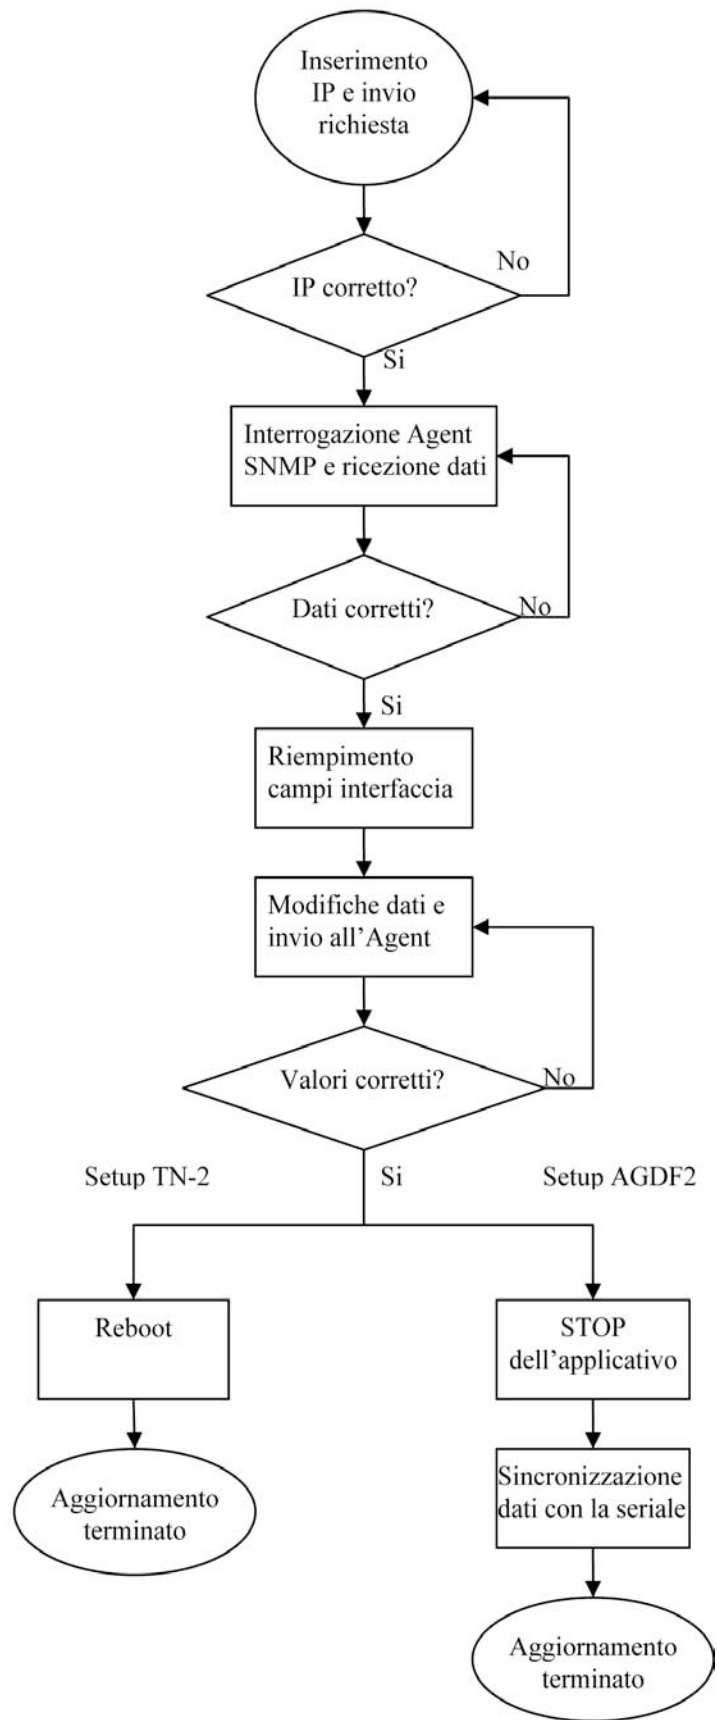 Inserimento
IP e invio
richiesta
No
IP corretto?
Si
Interrogazione Agent
SNMP e ricezione dati
Dati corretti?
No
Si
Riempimento
campi interfaccia
Modifiche dati e
invio all'Agent
Valori corretti?
No
Setup TN-2
Si
Setup AGDF2
Reboot
STOP
dell'applicativo
Aggiornamento
terminato
Sincronizzazione
dati con la seriale
Aggiornamento
terminato